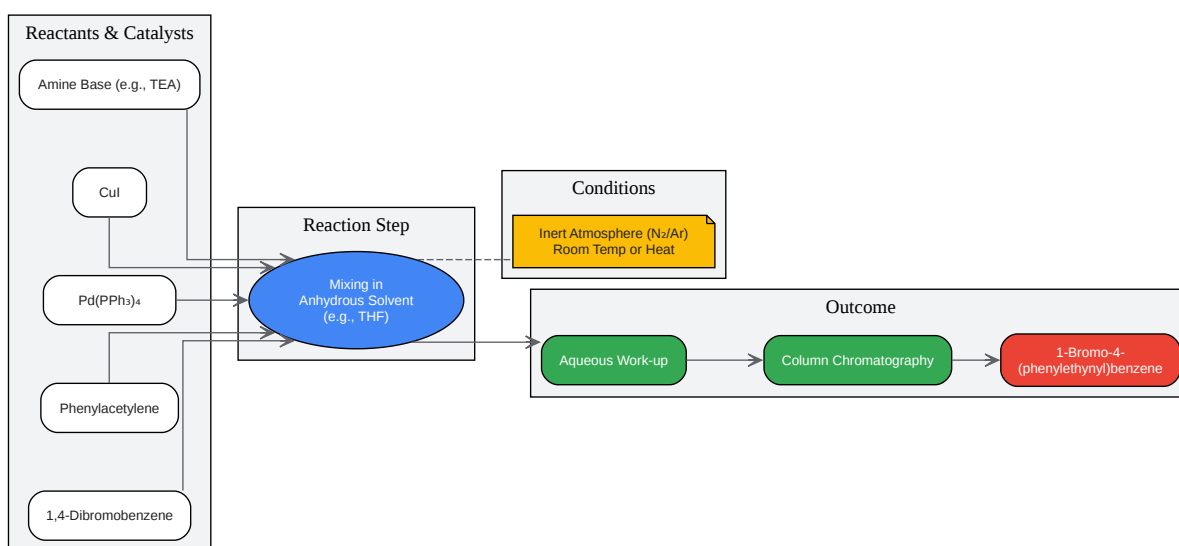 Reactants & Catalysts
Amine Base (e.g., TEA)
CuI
Pd(PPh₃)₄
Phenylacetylene
1,4-Dibromobenzene
Reaction Step
Mixing in
Anhydrous Solvent
(e.g., THF)
Conditions
Inert Atmosphere (N₂/Ar)
Room Temp or Heat
Outcome
Aqueous Work-up
Column Chromatography
1-Bromo-4-
(phenylethynyl)benzene